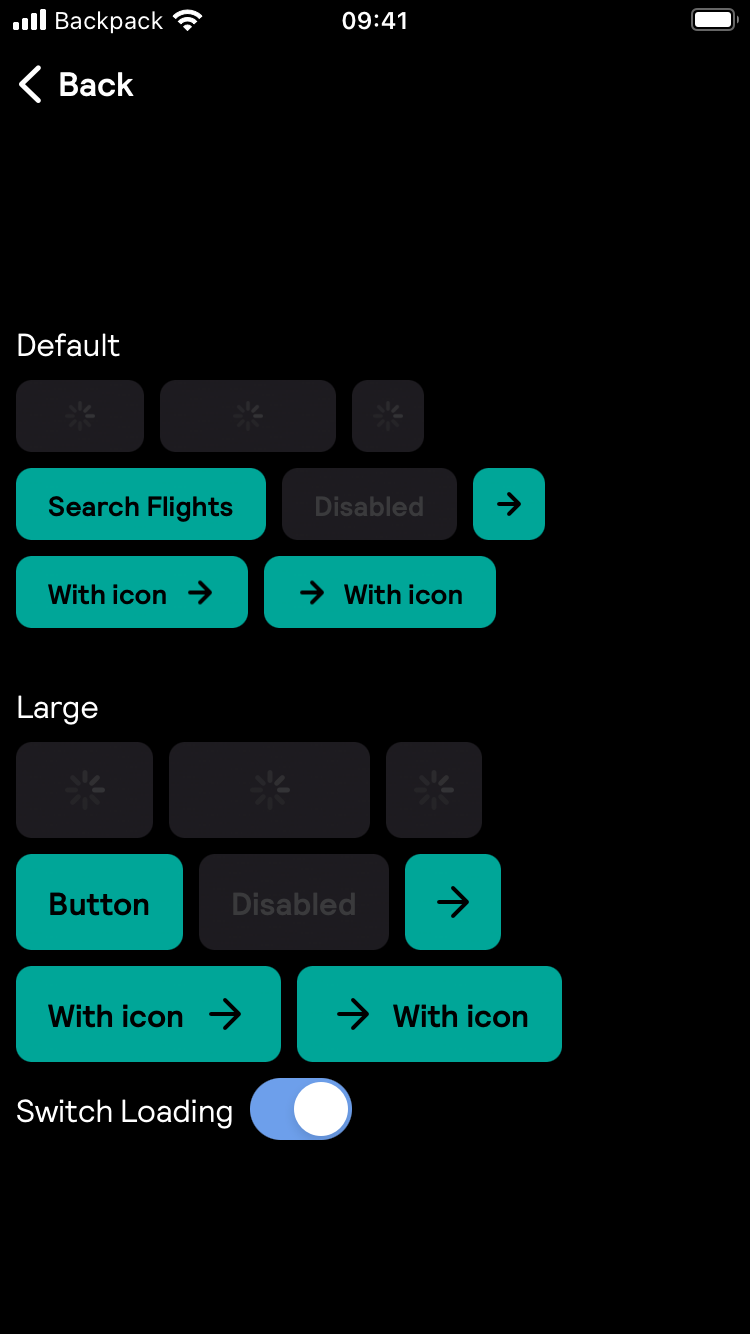 Backpack 09:41
Back
Default
Search Flights Disabled
With icon With icon
Large
Button Disabled
With icon With icon
Switch Loading